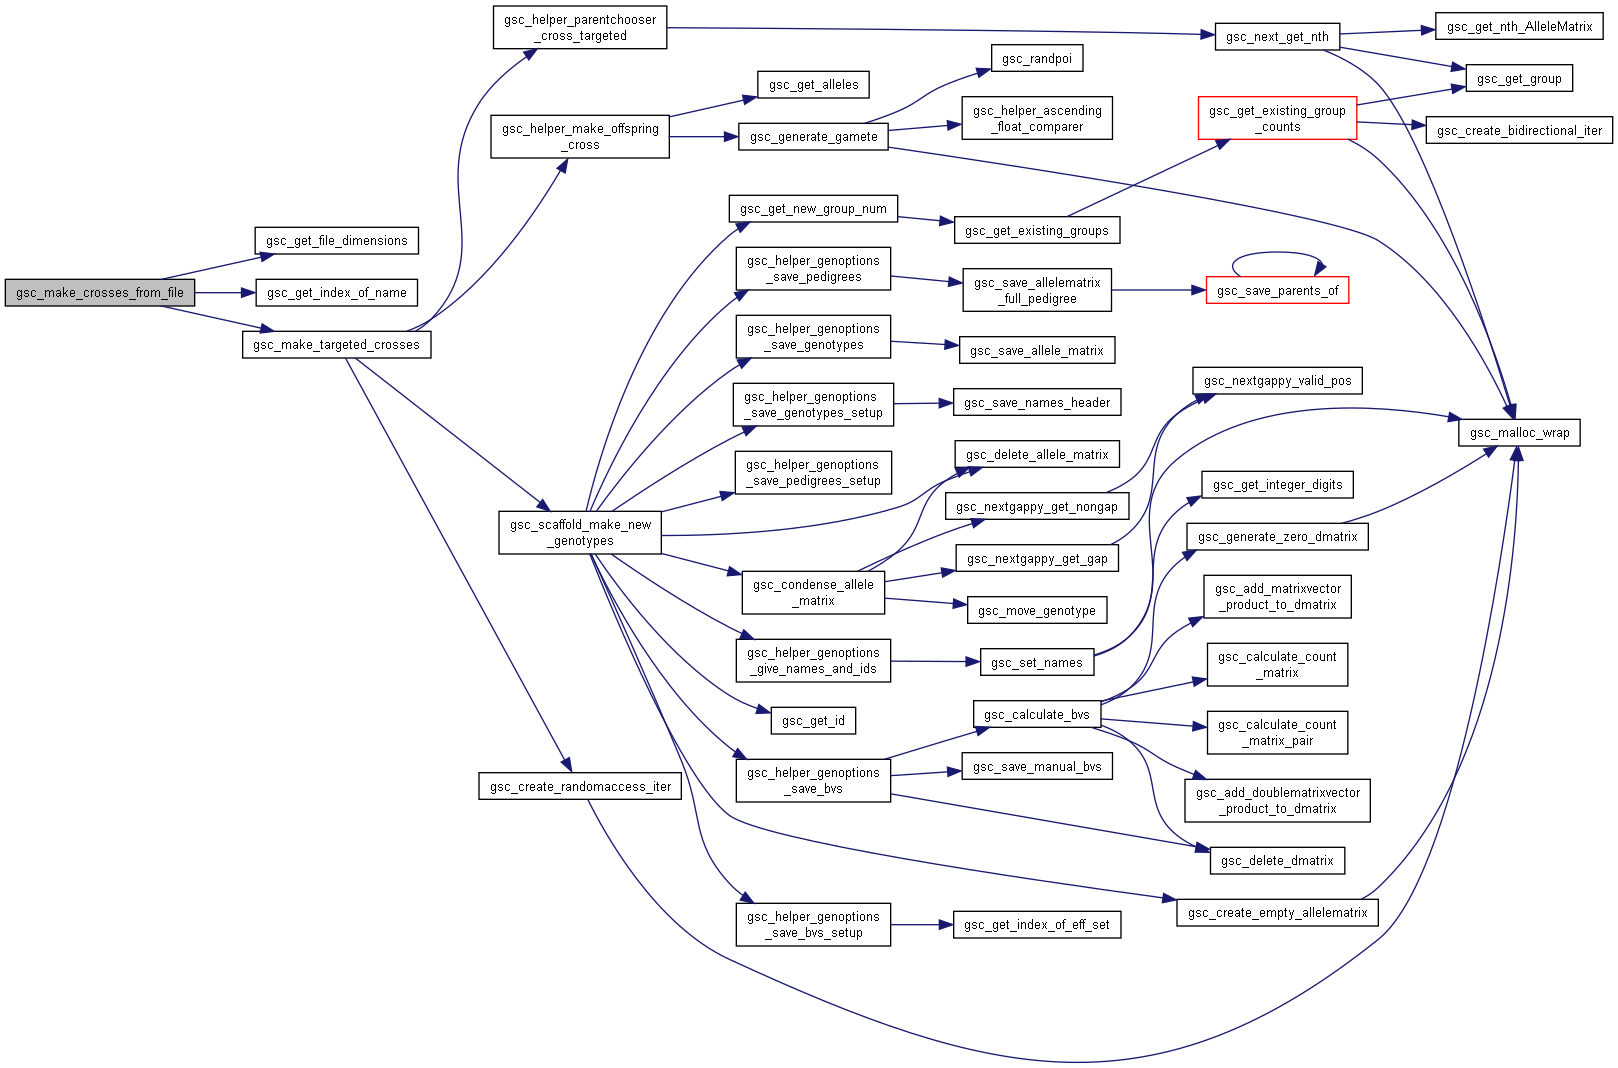 gsc_make_crosses_from_file
gsc_get_file_dimensions
gsc_get_index_of_name
gsc_make_targeted_crosses
gsc_helper_parentchooser
_cross_targeted
gsc_helper_make_offspring
_cross
gsc_scaffold_make_new
_genotypes
gsc_create_randomaccess_iter
gsc_get_alleles
gsc_generate_gamete
gsc_get_new_group_num
gsc_helper_genoptions
_save_pedigrees
gsc_helper_genoptions
_save_genotypes
gsc_helper_genoptions
_save_genotypes_setup
gsc_helper_genoptions
_save_pedigrees_setup
gsc_condense_allele
_matrix
gsc_helper_genoptions
_give_names_and_ids
gsc_get_id
gsc_helper_genoptions
_save_bvs
gsc_helper_genoptions
_save_bvs_setup
gsc_randpoi
gsc_helper_ascending
_float_comparer
gsc_get_existing_groups
gsc_save_allelematrix
_full_pedigree
gsc_save_allele_matrix
gsc_save_names_header
gsc_delete_allele_matrix
gsc_nextgappy_get_nongap
gsc_nextgappy_get_gap
gsc_move_genotype
gsc_set_names
gsc_calculate_bvs
gsc_save_manual_bvs
gsc_get_index_of_eff_set
gsc_next_get_nth
gsc_get_existing_group
_counts
gsc_save_parents_of
gsc_nextgappy_valid_pos
gsc_get_integer_digits
gsc_generate_zero_dmatrix
gsc_add_matrixvector
_product_to_dmatrix
gsc_calculate_count
_matrix
gsc_calculate_count
_matrix_pair
gsc_add_doublematrixvector
_product_to_dmatrix
gsc_delete_dmatrix
gsc_create_empty_allelematrix
gsc_get_nth_AlleleMatrix
gsc_get_group
gsc_create_bidirectional_iter
gsc_malloc_wrap